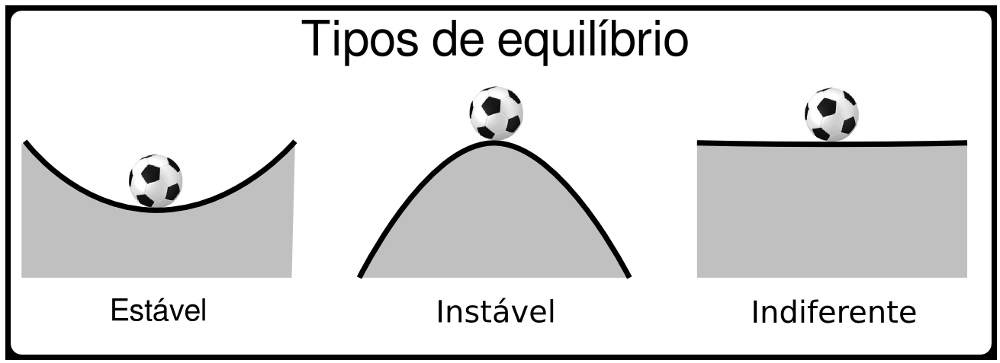 Tipos de equilíbrio
Estável
Instável
Indiferente